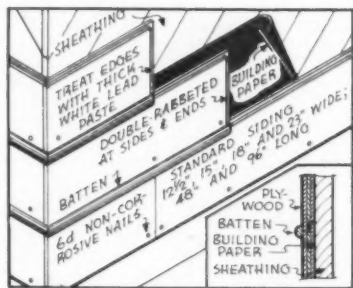 SHEATHING
TREAT EDGES
WITH THICK
WHITE LEAD
PASTE
BUILDING
PAPER
DOUBLE-RABBETED
AT SIDES & ENDS
STANDARD SIDING
12½" 15" 18" AND 23" WIDE;
48" AND 96" LONG
BATTEN
6d NON-COR-
ROSIVE NAILS
PLY-
WOOD
BATTEN
BUILDING
PAPER
SHEATHING